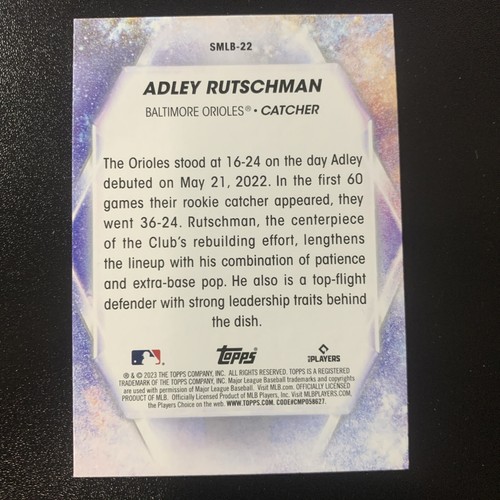 SMLB-22
ADLEY RUTSCHMAN
BALTIMORE ORIOLES® • CATCHER
The Orioles stood at 16-24 on the day Adley
debuted on May 21, 2022. In the first 60
games their rookie catcher appeared, they
went 36-24. Rutschman, the centerpiece
of the Club's rebuilding effort, lengthens
the lineup with his combination of patience
and extra-base pop. He also is a top-flight
defender with strong leadership traits behind
the dish.
topps
PLAYERS
® & © 2023 THE TOPPS COMPANY, INC. ALL RIGHTS RESERVED. TOPPS IS A REGISTERED
TRADEMARK OF THE TOPPS COMPANY, INC. Major League Baseball trademarks and copyrights
are used with permission of Major League Baseball. Visit MLB.com. OFFICIALLY LICENSED
PRODUCT OF MLB. Officially Licensed Product of MLB Players, Inc. Visit MLBPLAYERS.COM,
the Players Choice on the web. WWW.TOPPS.COM. CODE#CMP058627.